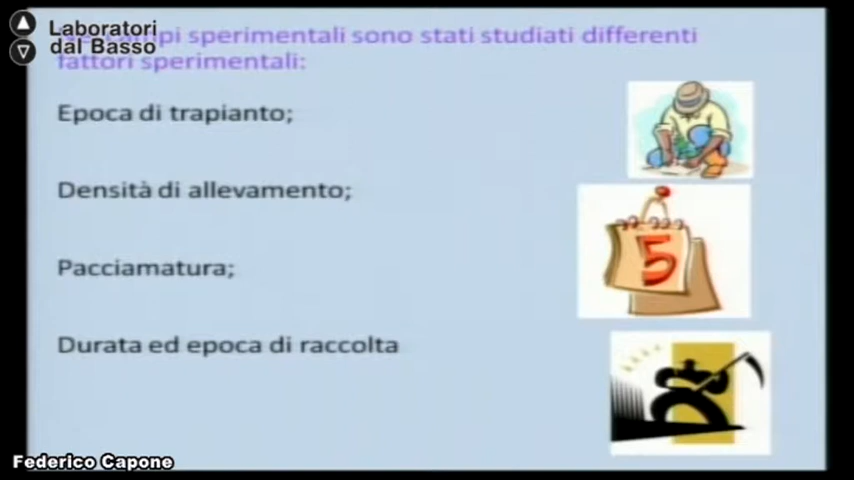 Laboratori
dal Basso
campi sperimentali sono stati studiati differenti
fattori sperimentali:
Epoca di trapianto;
Densità di allevamento;
5
Pacciamatura;
Durata ed epoca di raccolta
Federico Capone